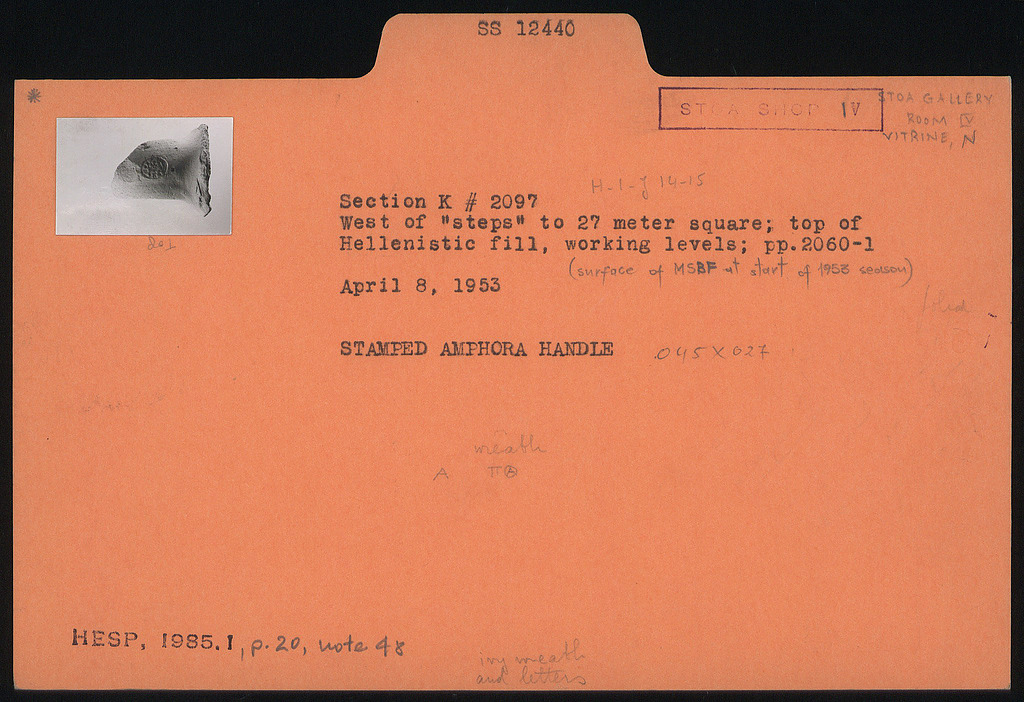 SS 12440
*
STOA SHOP IV
STOA GALLERY
ROOM IV
VITRINE, N
H-I-J 14-15
Section K # 2097
West of "steps" to 27 meter square; top of
Hellenistic fill, working levels; pp.2060-1
(surface of MSBF at start of 1953 season)
April 8, 1953
STAMPED AMPHORA HANDLE .045 X 027
wreath
A ΠΘ
HESP, 1985.1, p.20, note 48
ivy wreath
and letters